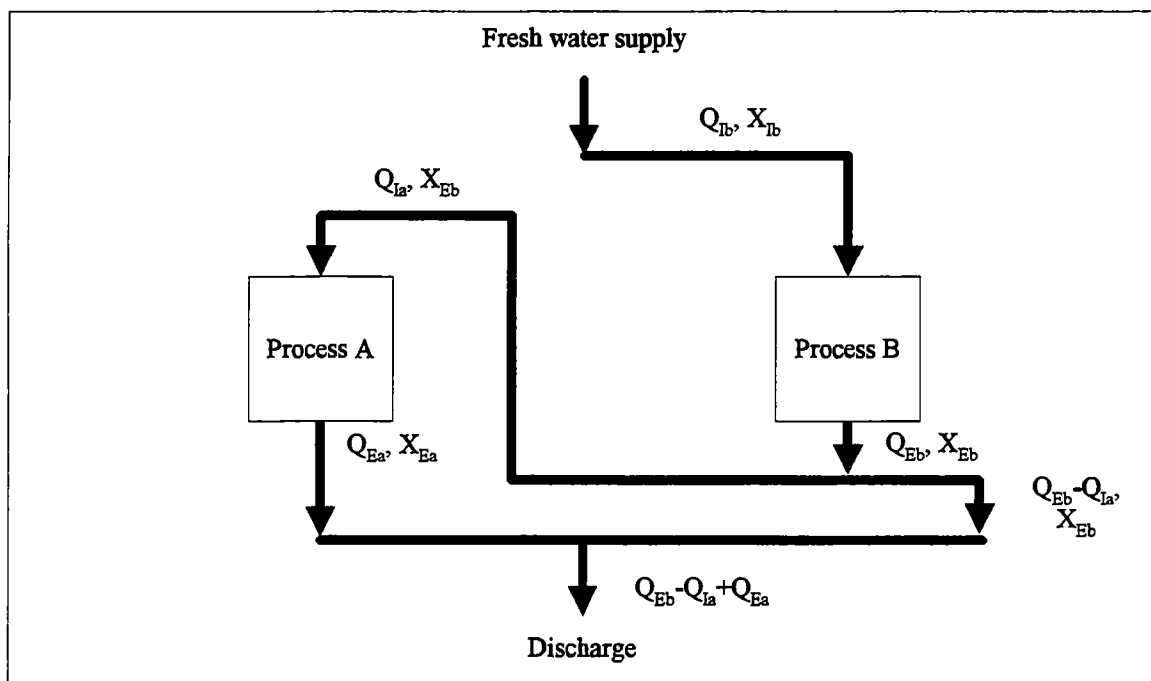 Fresh water supply
Q_Ib, X_Ib
Q_Ia, X_Eb
Process A
Process B
Q_Ea, X_Ea
Q_Eb, X_Eb
Q_Eb-Q_Ia,
X_Eb
Q_Eb-Q_Ia+Q_Ea
Discharge